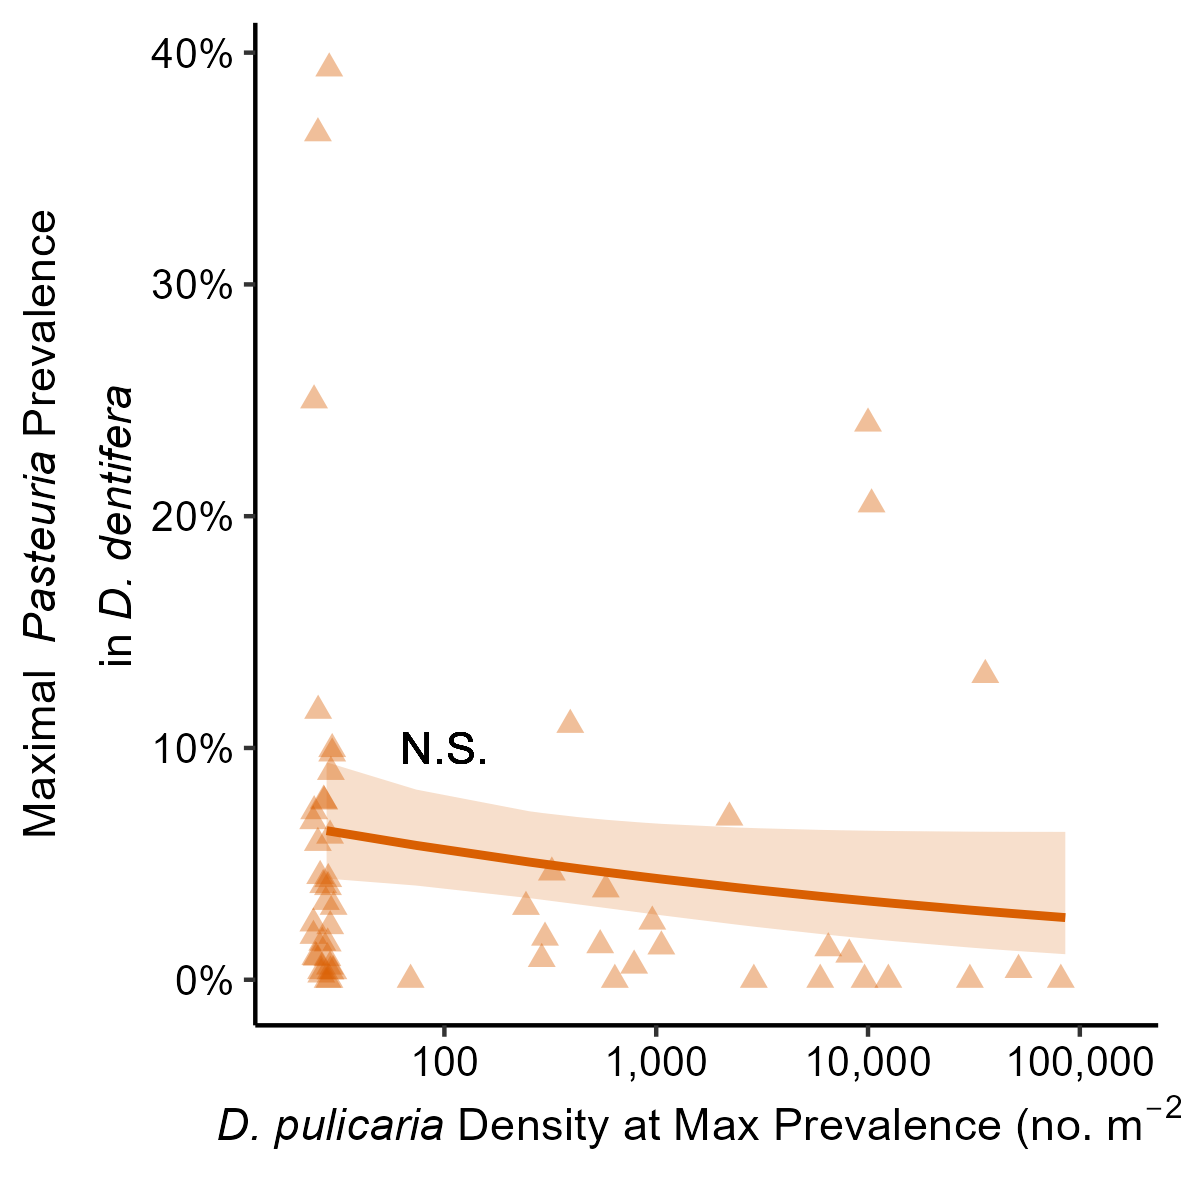 Maximal Pasteuria Prevalence
in D. dentifera
40%
30%
20%
10%
0%
N.S.
100
1,000
10,000
100,000
D. pulicaria Density at Max Prevalence (no. m⁻²